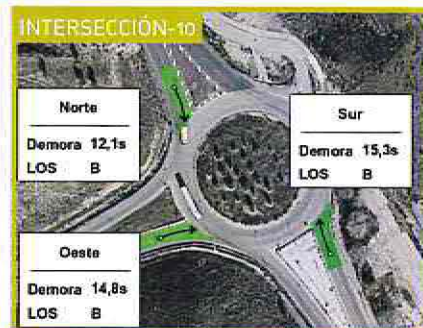 INTERSECCIÓN-10
Norte
Demora 12,1s
LOS B
Sur
Demora 15,3s
LOS B
Oeste
Demora 14,8s
LOS B